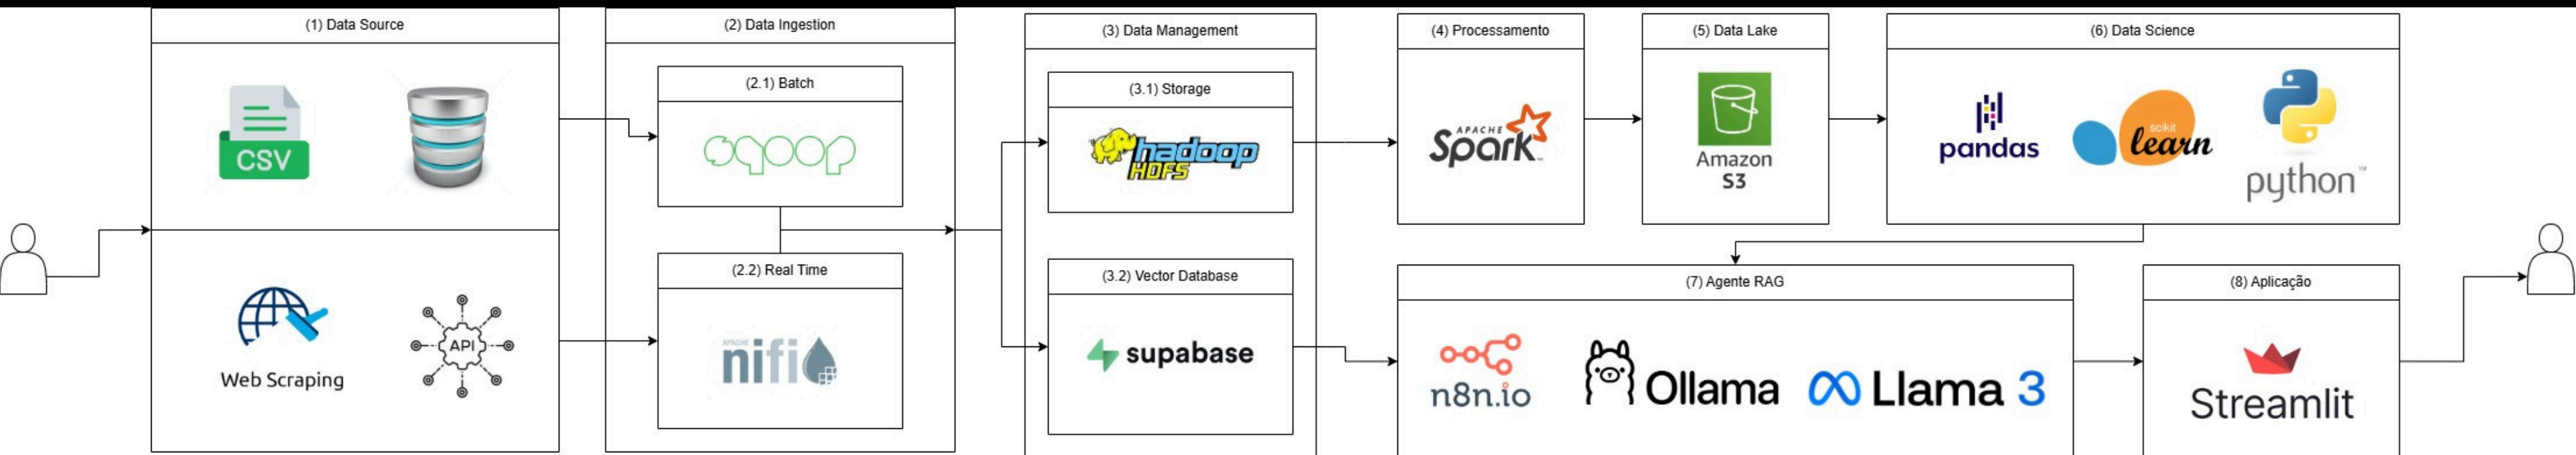 (1) Data Source
CSV
Web Scraping
API
(2) Data Ingestion
(2.1) Batch
sqoop
(2.2) Real Time
APACHE
nifi
(3) Data Management
(3.1) Storage
hadoop
HDFS
(3.2) Vector Database
supabase
(4) Processamento
APACHE
Spark™
(5) Data Lake
Amazon
S3
(6) Data Science
pandas
scikit
learn
python™
(7) Agente RAG
n8n.io
Ollama
Llama 3
(8) Aplicação
Streamlit